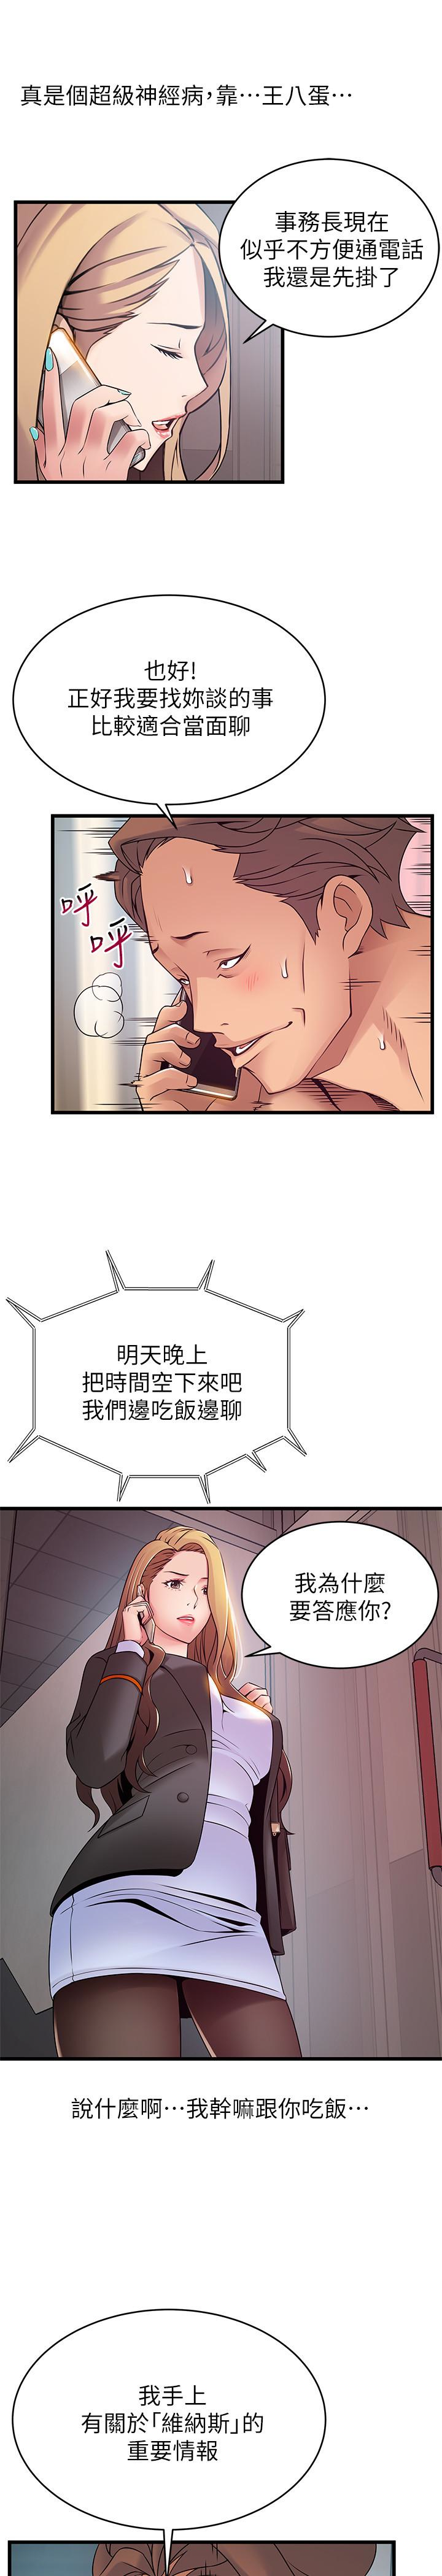 真是個超級神經病，靠…王八蛋…
事務長現在
似乎不方便通電話
我還是先掛了
也好!
正好我要找妳談的事
比較適合當面聊
呼
呼
明天晚上
把時間空下來吧
我們邊吃飯邊聊
我為什麼
要答應你?
說什麼啊…我幹嘛跟你吃飯…
我手上
有關於「維納斯」的
重要情報